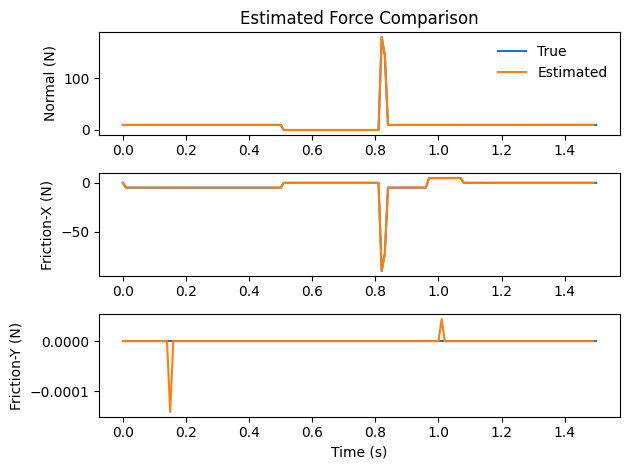 Estimated Force Comparison
Normal (N)
100
0
True
Estimated
0.0 0.2 0.4 0.6 0.8 1.0 1.2 1.4
Friction-X (N)
0
−50
0.0 0.2 0.4 0.6 0.8 1.0 1.2 1.4
Friction-Y (N)
0.0000
−0.0001
0.0 0.2 0.4 0.6 0.8 1.0 1.2 1.4
Time (s)